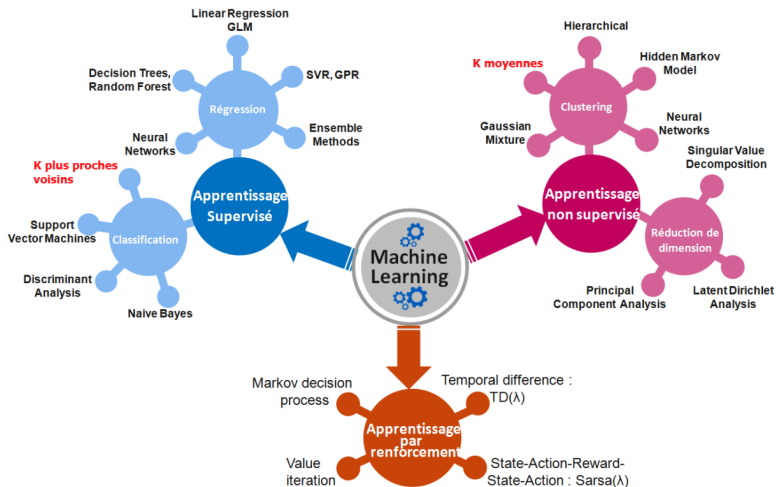 Linear Regression
GLM
Decision Trees,
Random Forest
SVR, GPR
Régression
Neural
Networks
Ensemble
Methods
K plus proches
voisins
Apprentissage
Supervisé
Support
Vector Machines
Classification
Discriminant
Analysis
Naive Bayes
Machine
Learning
Hierarchical
K moyennes
Hidden Markov
Model
Clustering
Gaussian
Mixture
Neural
Networks
Singular Value
Decomposition
Apprentissage
non supervisé
Réduction de
dimension
Principal
Component Analysis
Latent Dirichlet
Analysis
Markov decision
process
Temporal difference :
TD(λ)
Apprentissage
par
renforcement
Value
iteration
State-Action-Reward-
State-Action : Sarsa(λ)